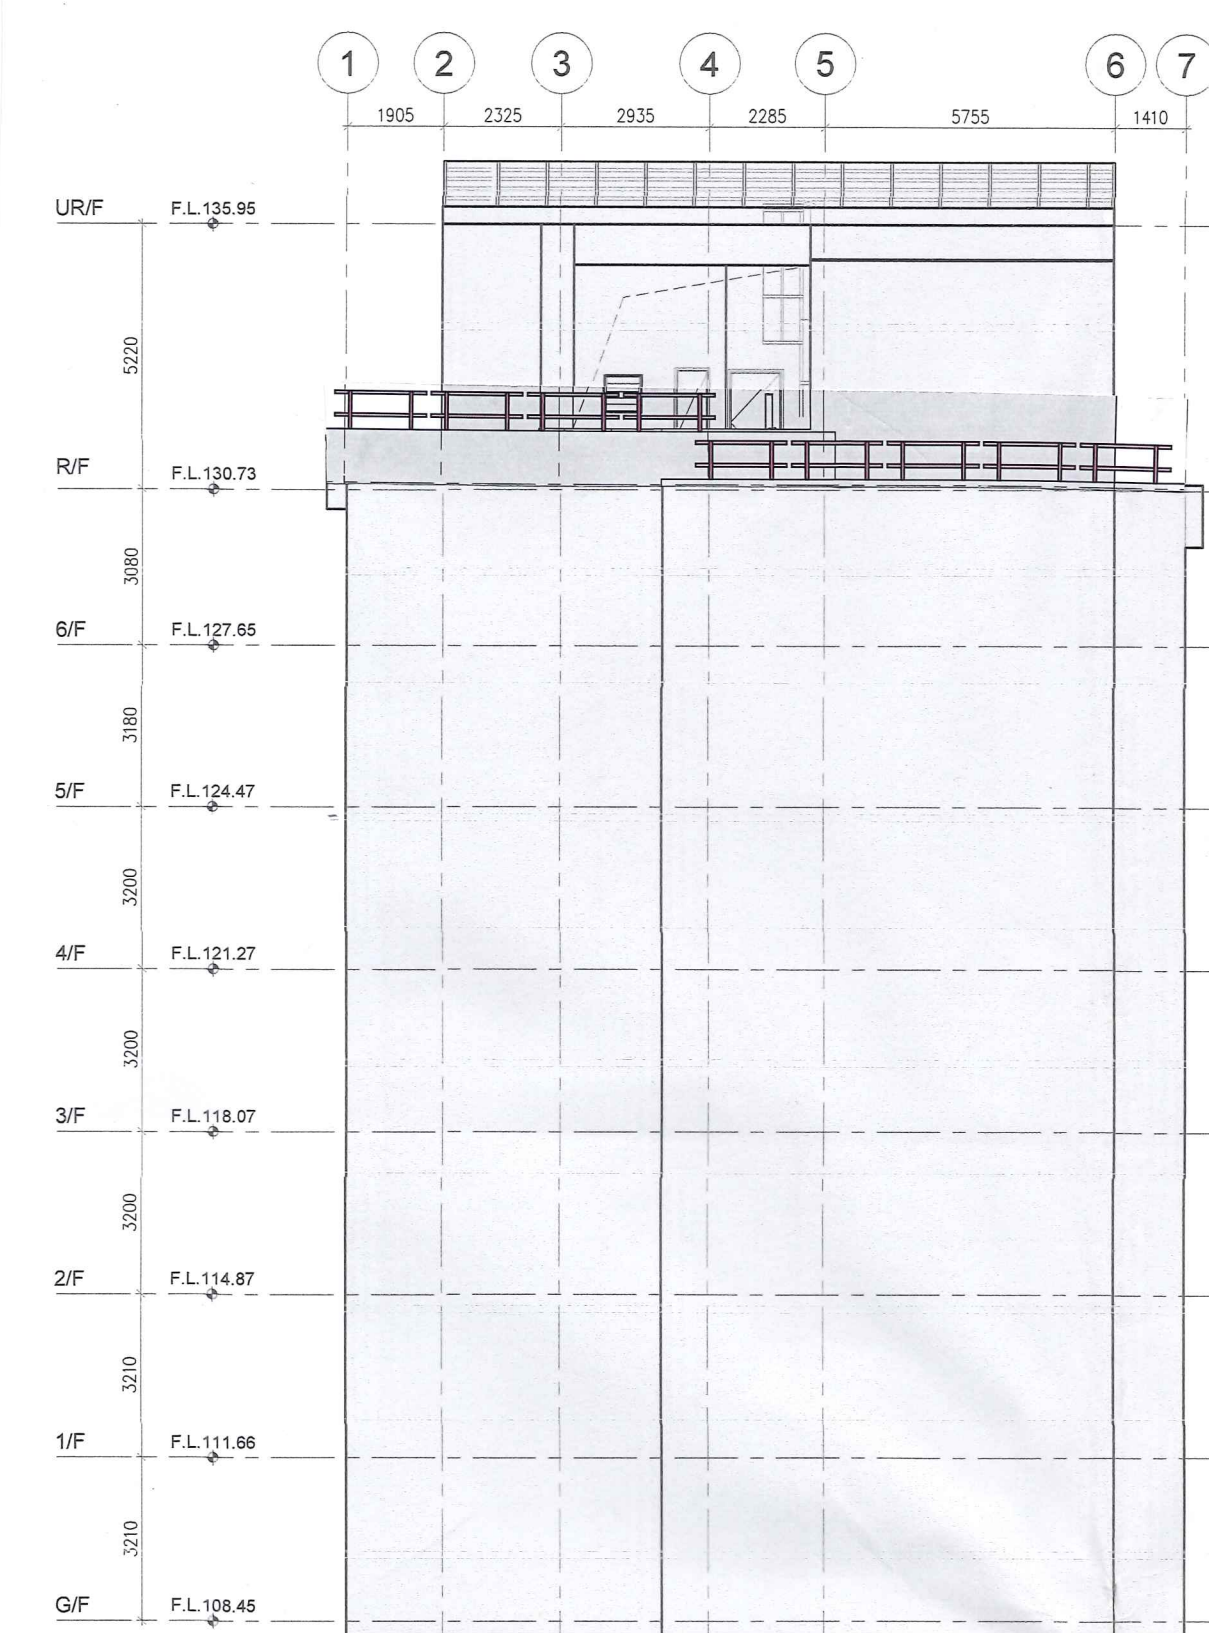 1 2 3 4 5 6 7
1905 2325 2935 2285 5755 1410
UR/F F.L.135.95
5220
R/F F.L.130.73
3080
6/F F.L.127.65
3180
5/F F.L.124.47
3200
4/F F.L.121.27
3200
3/F F.L.118.07
3200
2/F F.L.114.87
3210
1/F F.L.111.66
3210
G/F F.L.108.45